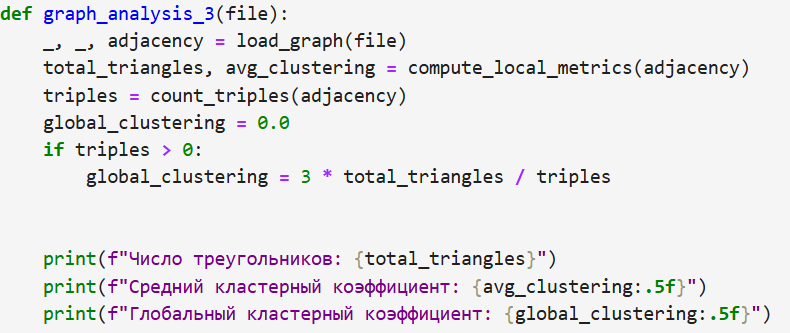 def graph_analysis_3(file):
    _, _, adjacency = load_graph(file)
    total_triangles, avg_clustering = compute_local_metrics(adjacency)
    triples = count_triples(adjacency)
    global_clustering = 0.0
    if triples > 0:
        global_clustering = 3 * total_triangles / triples
    print(f"Число треугольников: {total_triangles}")
    print(f"Средний кластерный коэффициент: {avg_clustering:.5f}")
    print(f"Глобальный кластерный коэффициент: {global_clustering:.5f}")